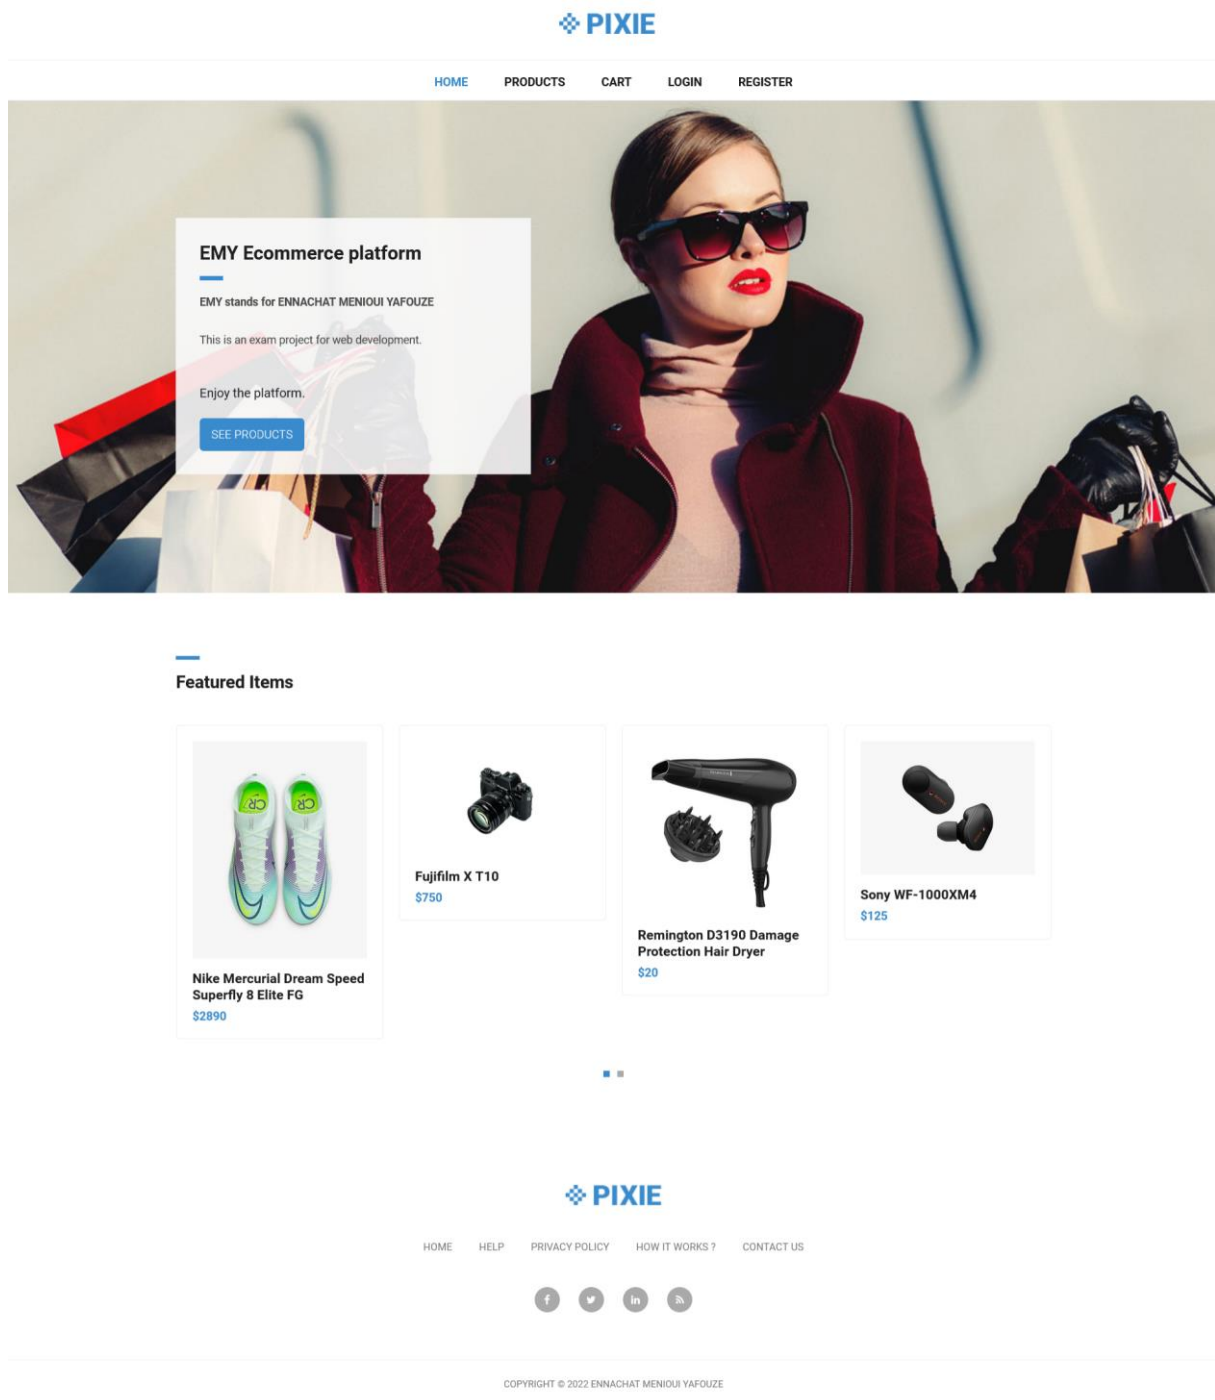 PIXIE
HOME PRODUCTS CART LOGIN REGISTER
EMY Ecommerce platform
EMY stands for ENNACHAT MENIOUI YAFOUZE
This is an exam project for web development.
Enjoy the platform.
SEE PRODUCTS
Featured Items
CR CR
Nike Mercurial Dream Speed
Superfly 8 Elite FG
$2890
Fujifilm X T10
$750
Remington D3190 Damage
Protection Hair Dryer
$20
Sony WF-1000XM4
$125
PIXIE
HOME HELP PRIVACY POLICY HOW IT WORKS ? CONTACT US
COPYRIGHT © 2022 ENNACHAT MENIOUI YAFOUZE